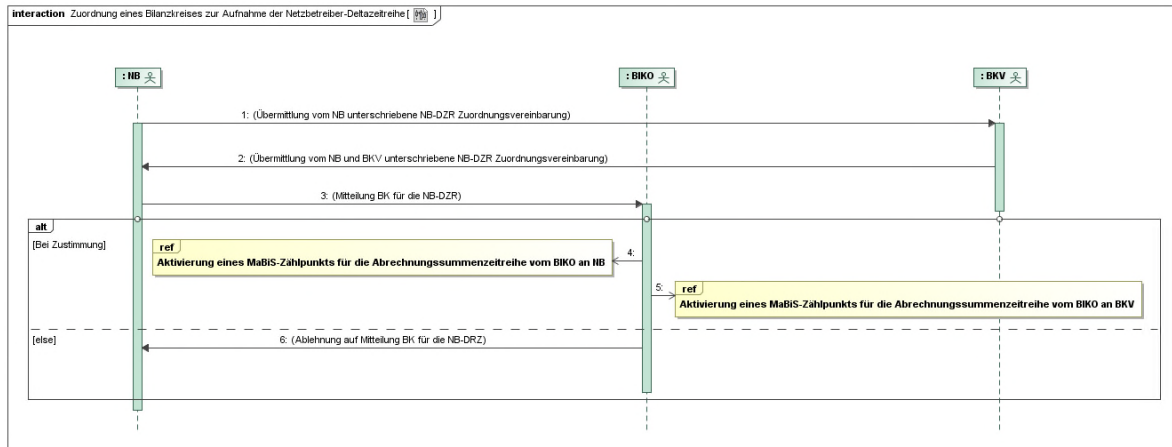 interaction Zuordnung eines Bilanzkreises zur Aufnahme der Netzbetreiber-Deltazeitreihe [ ]
: NB
: BIKO
: BKV
1: (Übermittlung vom NB unterschriebene NB-DZR Zuordnungsvereinbarung)
2: (Übermittlung vom NB und BKV unterschriebene NB-DZR Zuordnungsvereinbarung)
3: (Mitteilung BK für die NB-DZR)
alt
[Bei Zustimmung]
ref
Aktivierung eines MaBiS-Zählpunkts für die Abrechnungssummenzeitreihe vom BIKO an NB
4:
5:
ref
Aktivierung eines MaBiS-Zählpunkts für die Abrechnungssummenzeitreihe vom BIKO an BKV
[else]
6: (Ablehnung auf Mitteilung BK für die NB-DRZ)